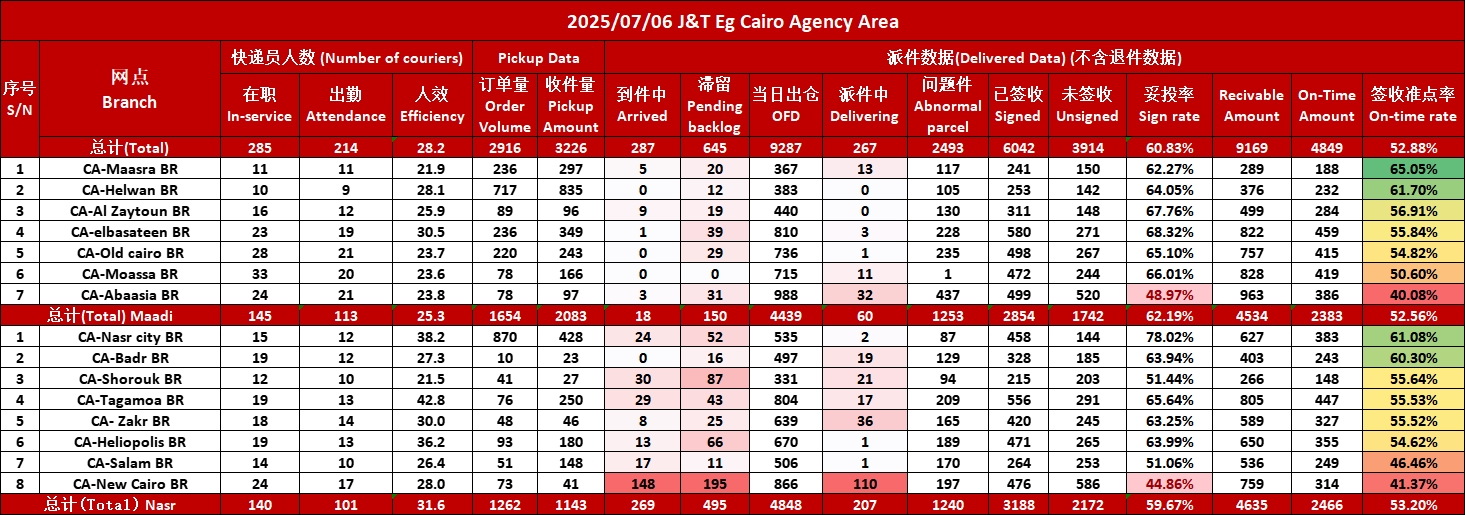 2025/07/06 J&T Eg Cairo Agency Area
序号 S/N 网点 Branch 快递员人数 (Number of couriers) Pickup Data 派件数据(Delivered Data) (不含退件数据)
在职 In-service 出勤 Attendance 人效 Efficiency 订单量 Order Volume 收件量 Pickup Amount 到件中 Arrived 滞留 Pending backlog 当日出仓 OFD 派件中 Delivering 问题件 Abnormal parcel 已签收 Signed 未签收 Unsigned 妥投率 Sign rate Recivable Amount On-Time Amount 签收准点率 On-time rate
总计(Total) 285 214 28.2 2916 3226 287 645 9287 267 2493 6042 3914 60.83% 9169 4849 52.88%
1 CA-Maasra BR 11 11 21.9 236 297 5 20 367 13 117 241 150 62.27% 289 188 65.05%
2 CA-Helwan BR 10 9 28.1 717 835 0 12 383 0 105 253 142 64.05% 376 232 61.70%
3 CA-Al Zaytoun BR 16 12 25.9 89 96 9 19 440 0 130 311 148 67.76% 499 284 56.91%
4 CA-elbasateen BR 23 19 30.5 236 349 1 39 810 3 228 580 271 68.32% 822 459 55.84%
5 CA-Old cairo BR 28 21 23.7 220 243 0 29 736 1 235 498 267 65.10% 757 415 54.82%
6 CA-Moassa BR 33 20 23.6 78 166 0 0 715 11 1 472 244 66.01% 828 419 50.60%
7 CA-Abaasia BR 24 21 23.8 78 97 3 31 988 32 437 499 520 48.97% 963 386 40.08%
总计(Total) Maadi 145 113 25.3 1654 2083 18 150 4439 60 1253 2854 1742 62.19% 4534 2383 52.56%
1 CA-Nasr city BR 15 12 38.2 870 428 24 52 535 2 87 458 144 78.02% 627 383 61.08%
2 CA-Badr BR 19 12 27.3 10 23 0 16 497 19 129 328 185 63.94% 403 243 60.30%
3 CA-Shorouk BR 12 10 21.5 41 27 30 87 331 21 94 215 203 51.44% 266 148 55.64%
4 CA-Tagamoa BR 19 13 42.8 76 250 29 43 804 17 209 556 291 65.64% 805 447 55.53%
5 CA- Zakr BR 18 14 30.0 48 46 8 25 639 36 165 420 245 63.25% 589 327 55.52%
6 CA-Heliopolis BR 19 13 36.2 93 180 13 66 670 1 189 471 265 63.99% 650 355 54.62%
7 CA-Salam BR 14 10 26.4 51 148 17 11 506 1 170 264 253 51.06% 536 249 46.46%
8 CA-New Cairo BR 24 17 28.0 73 41 148 195 866 110 197 476 586 44.86% 759 314 41.37%
总计(Total) Nasr 140 101 31.6 1262 1143 269 495 4848 207 1240 3188 2172 59.67% 4635 2466 53.20%